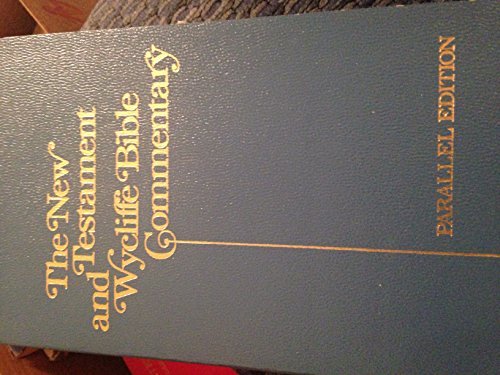 The New
Testament
and
Wycliffe Bible
Commentary
PARALLEL EDITION